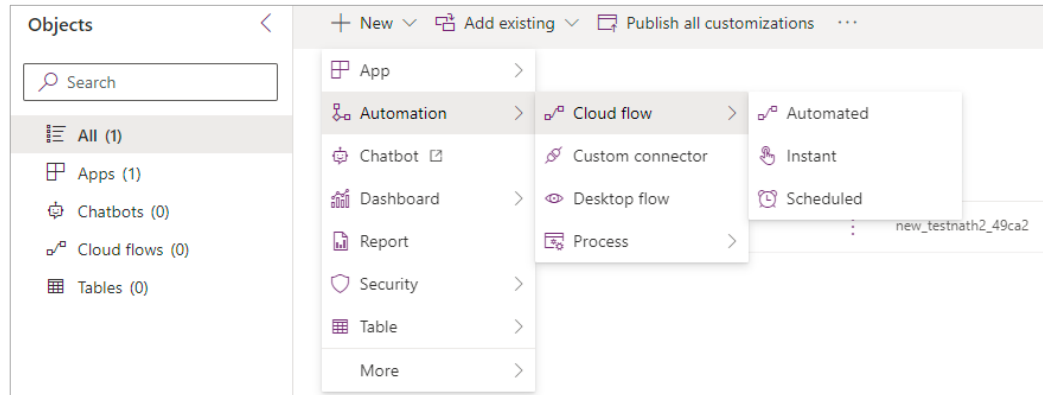 Objects
New
Add existing
Publish all customizations
...
Search
All (1)
Apps (1)
Chatbots (0)
Cloud flows (0)
Tables (0)
App
Automation
Chatbot
Dashboard
Report
Security
Table
More
Cloud flow
Custom connector
Desktop flow
Process
Automated
Instant
Scheduled
new_testnath2_49ca2